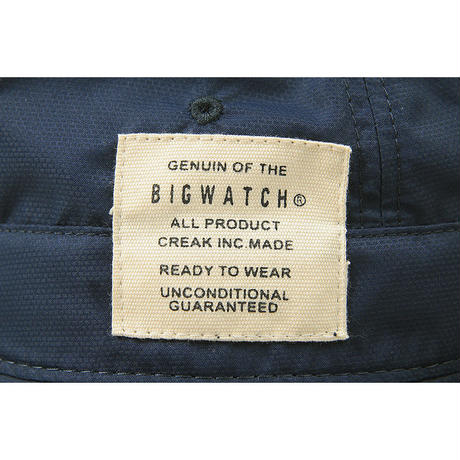 GENUIN OF THE
BIGWATCH®
ALL PRODUCT
CREAK INC.MADE
READY TO WEAR
UNCONDITIONAL
GUARANTEED